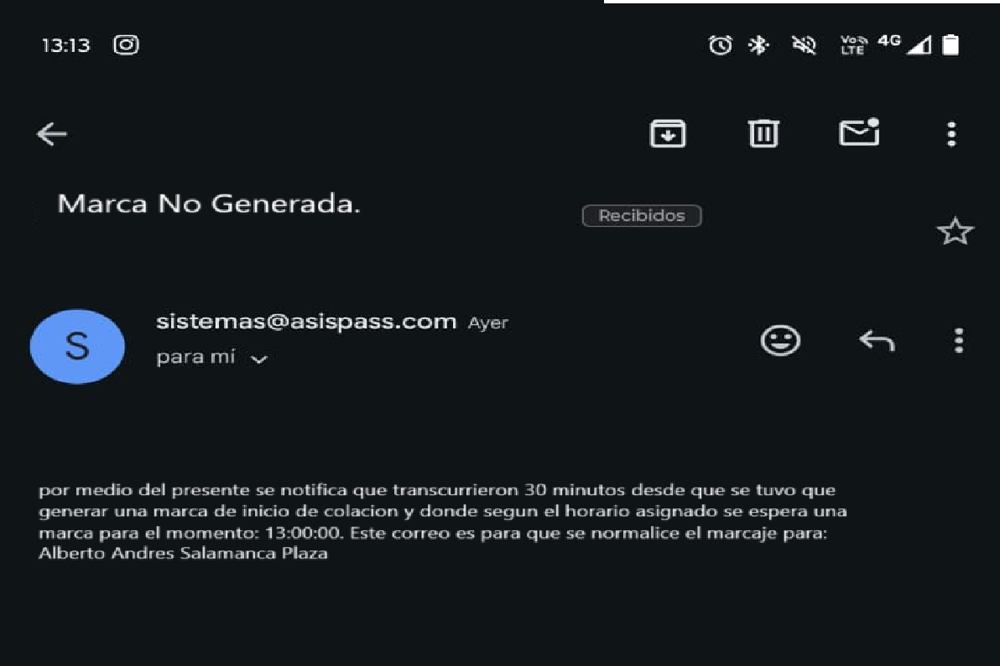 13:13
Vo LTE 4G
Marca No Generada.
Recibidos
S
sistemas@asispass.com Ayer
para mí
por medio del presente se notifica que transcurrieron 30 minutos desde que se tuvo que
generar una marca de inicio de colacion y donde segun el horario asignado se espera una
marca para el momento: 13:00:00. Este correo es para que se normalice el marcaje para:
Alberto Andres Salamanca Plaza